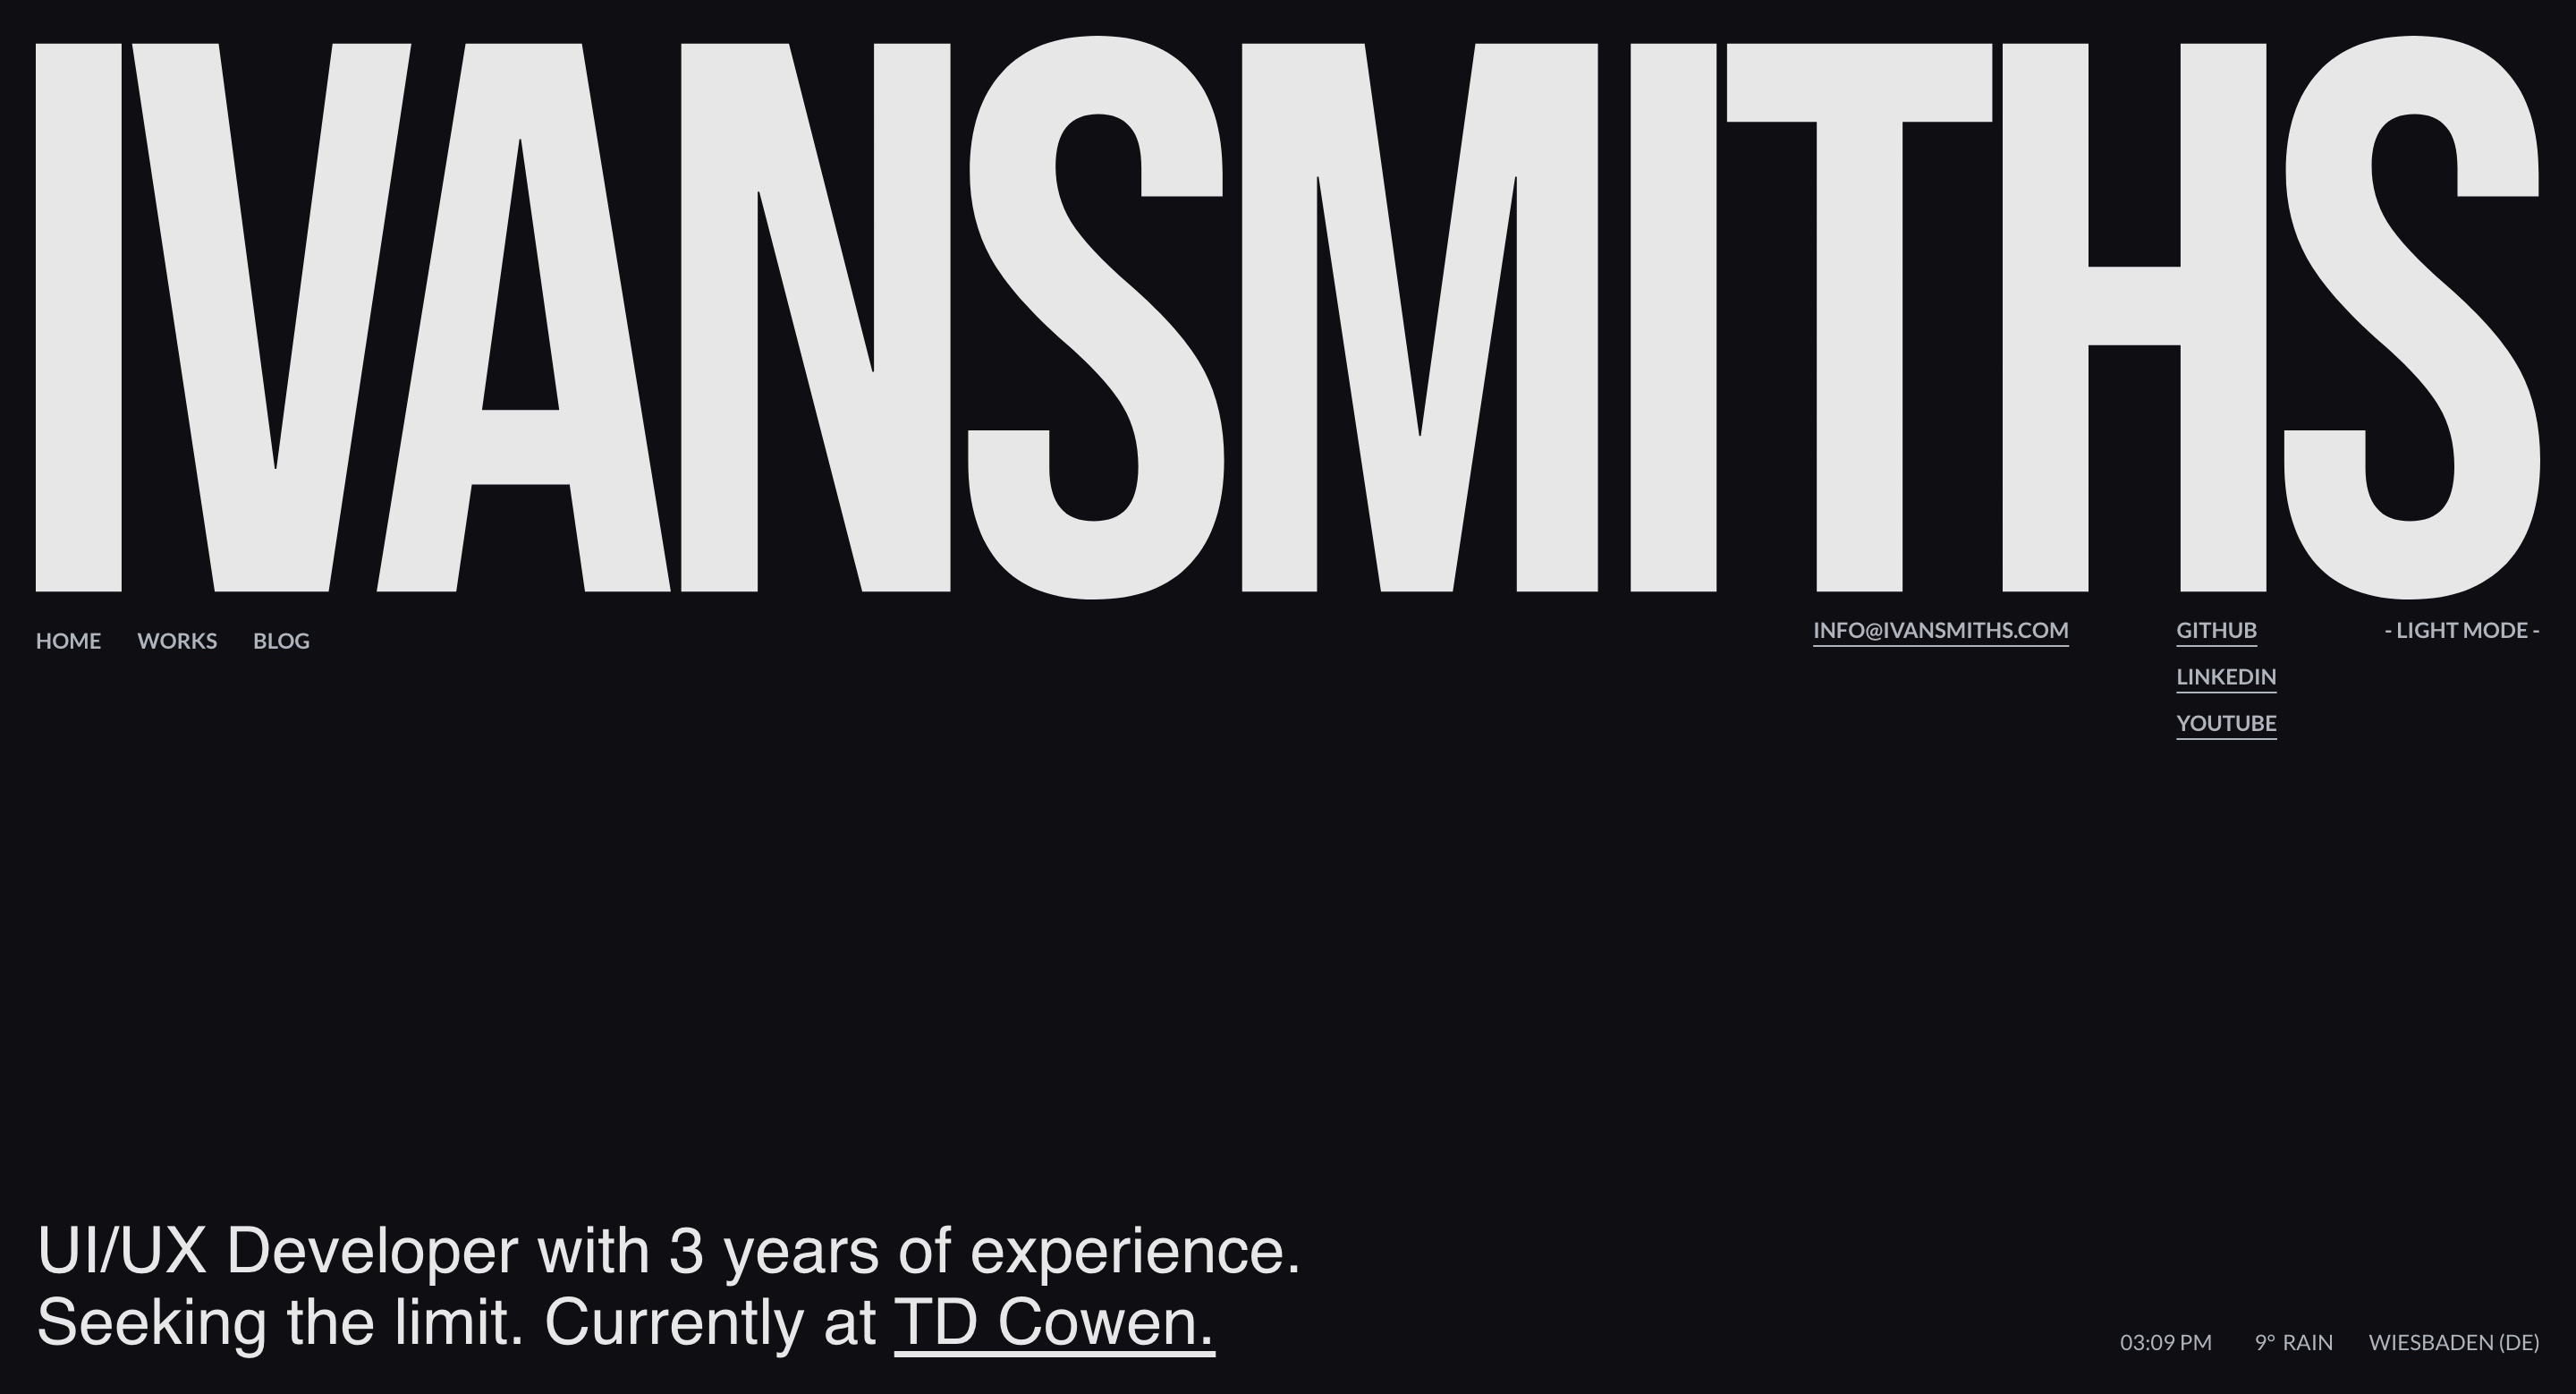 IVANSMITHS
HOME WORKS BLOG
INFO@IVANSMITHS.COM
GITHUB
LINKEDIN
YOUTUBE
- LIGHT MODE -
UI/UX Developer with 3 years of experience.
Seeking the limit. Currently at TD Cowen.
03:09 PM 9° RAIN WIESBADEN (DE)